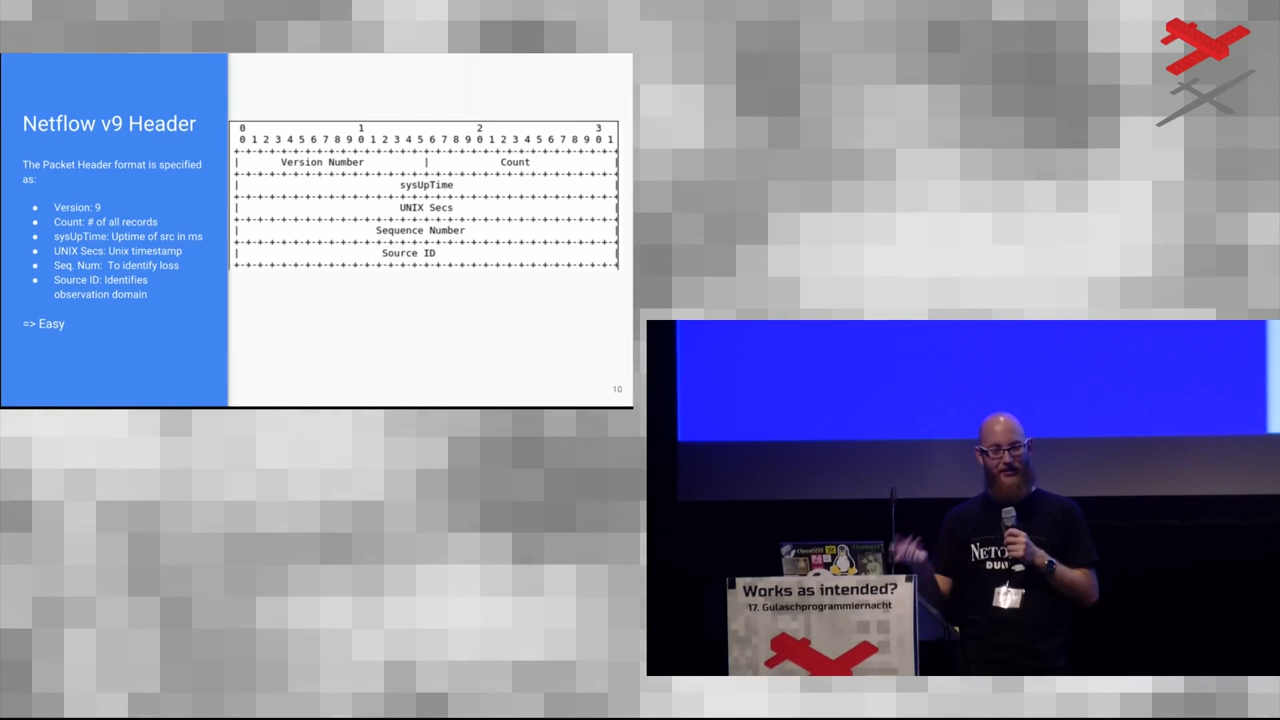 Netflow v9 Header
The Packet Header format is specified
as:
● Version: 9
● Count: # of all records
● sysUpTime: Uptime of src in ms
● UNIX Secs: Unix timestamp
● Seq. Num: To identify loss
● Source ID: Identifies
observation domain
=> Easy
0 1 2 3
0 1 2 3 4 5 6 7 8 9 0 1 2 3 4 5 6 7 8 9 0 1 2 3 4 5 6 7 8 9 0 1
Version Number | Count
sysUpTime
UNIX Secs
Sequence Number
Source ID
10
Works as intended?
17. Gulaschprogrammiernacht